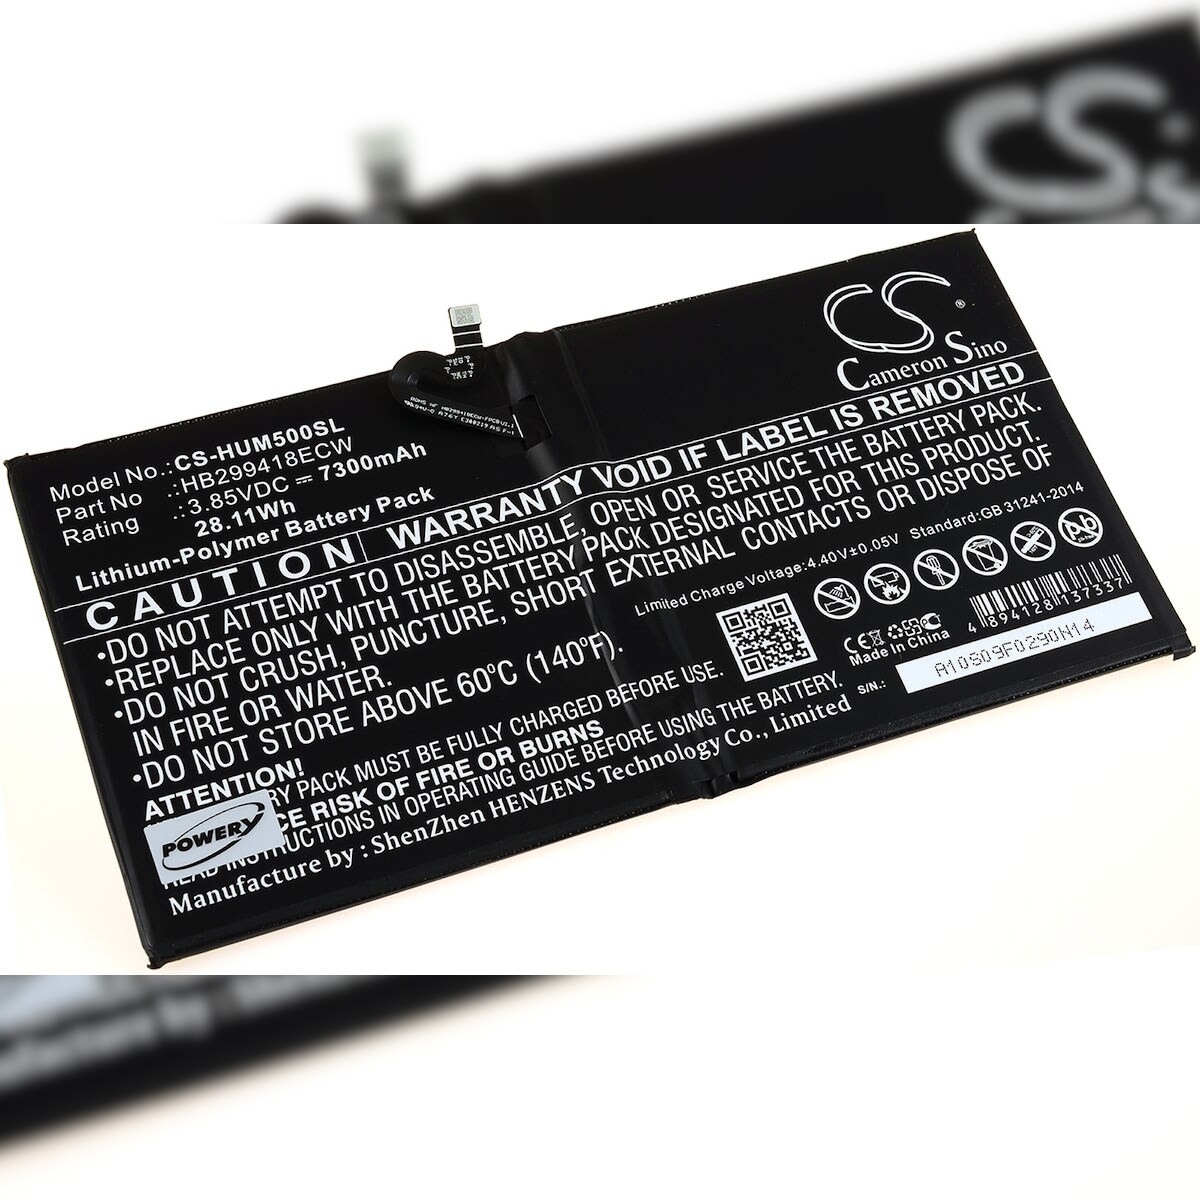 CS®
Cameron Sino
Model No.:CS-HUM500SL
Part No .:HB299418ECW
Rating .:3.85VDC ⎓ 7300mAh
28.11Wh
Lithium-Polymer Battery Pack
CAUTION WARRANTY VOID IF LABEL IS REMOVED
•DO NOT ATTEMPT TO DISASSEMBLE, OPEN OR SERVICE THE BATTERY
•REPLACE ONLY WITH THE BATTERY PACK DESIGNATED FOR THIS PRODUCT
•DO NOT CRUSH, PUNCTURE, SHORT EXTERNAL CONTACTS OR DISPOSE OF
IN FIRE OR WATER.
•DO NOT STORE ABOVE 60°C (140°F).
Limited Charge Voltage:4.40V±0.05V Standard:GB 31241-2014
Pb
CE EAC
Made in China
4 894128 137337
S/N.: A10S09F0290N14
ATTENTION!
RY PACK MUST BE FULLY CHARGED BEFORE USE.
CE RISK OF FIRE OR BURNS
READ INSTRUCTIONS IN OPERATING GUIDE BEFORE USING THE BATTERY.
Manufacture by : ShenZhen HENZENS Technology Co., Limited
POWERY